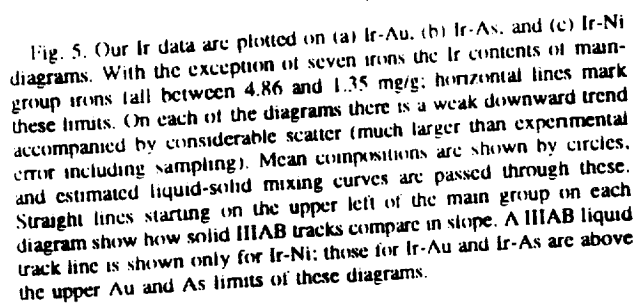 Fig. 5. Our Ir data are plotted on (a) Ir-Au, (b) Ir-As, and (c) Ir-Ni
diagrams. With the exception of seven irons the Ir contents of main-
group irons fall between 4.86 and 1.35 mg/g; horizontal lines mark
these limits. On each of the diagrams there is a weak downward trend
accompanied by considerable scatter (much larger than experimental
error including sampling). Mean compositions are shown by circles,
and estimated liquid-solid mixing curves are passed through these.
Straight lines starting on the upper left of the main group on each
diagram show how solid IIIAB tracks compare in slope. A IIIAB liquid
track line is shown only for Ir-Ni; those for Ir-Au and Ir-As are above
the upper Au and As limits of these diagrams.